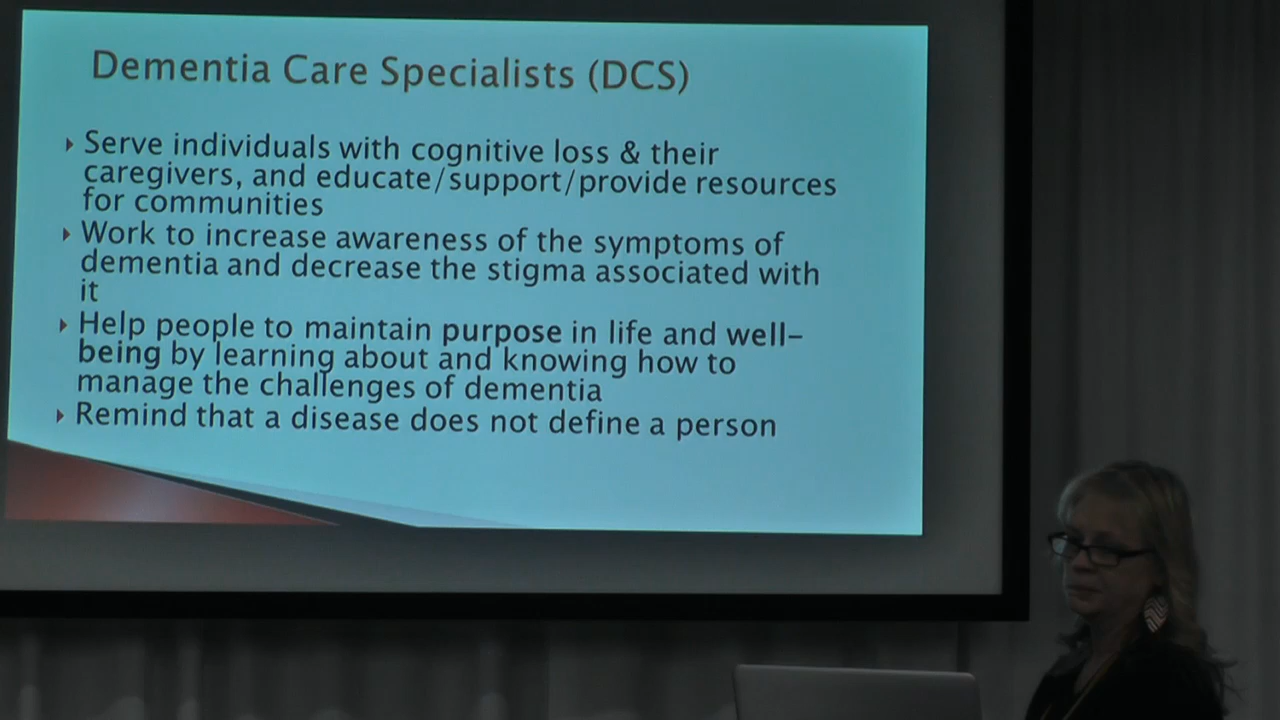 Dementia Care Specialists (DCS)
Serve individuals with cognitive loss & their
caregivers, and educate/support/provide resources
for communities
Work to increase awareness of the symptoms of
dementia and decrease the stigma associated with
it
Help people to maintain purpose in life and well-
being by learning about and knowing how to
manage the challenges of dementia
Remind that a disease does not define a person